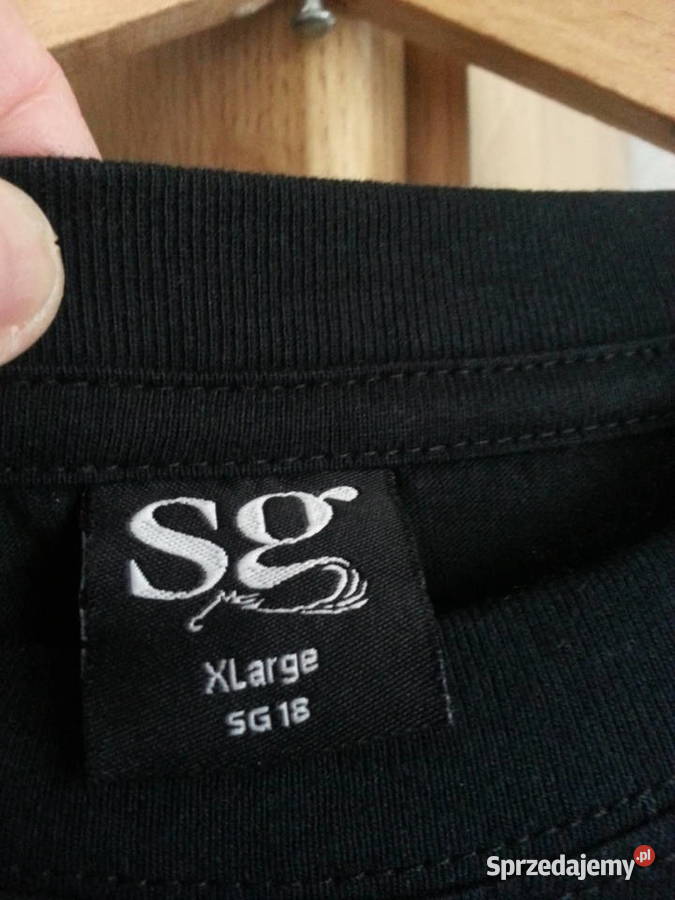 sg
XLarge
SG 18
Sprzedajemy.pl